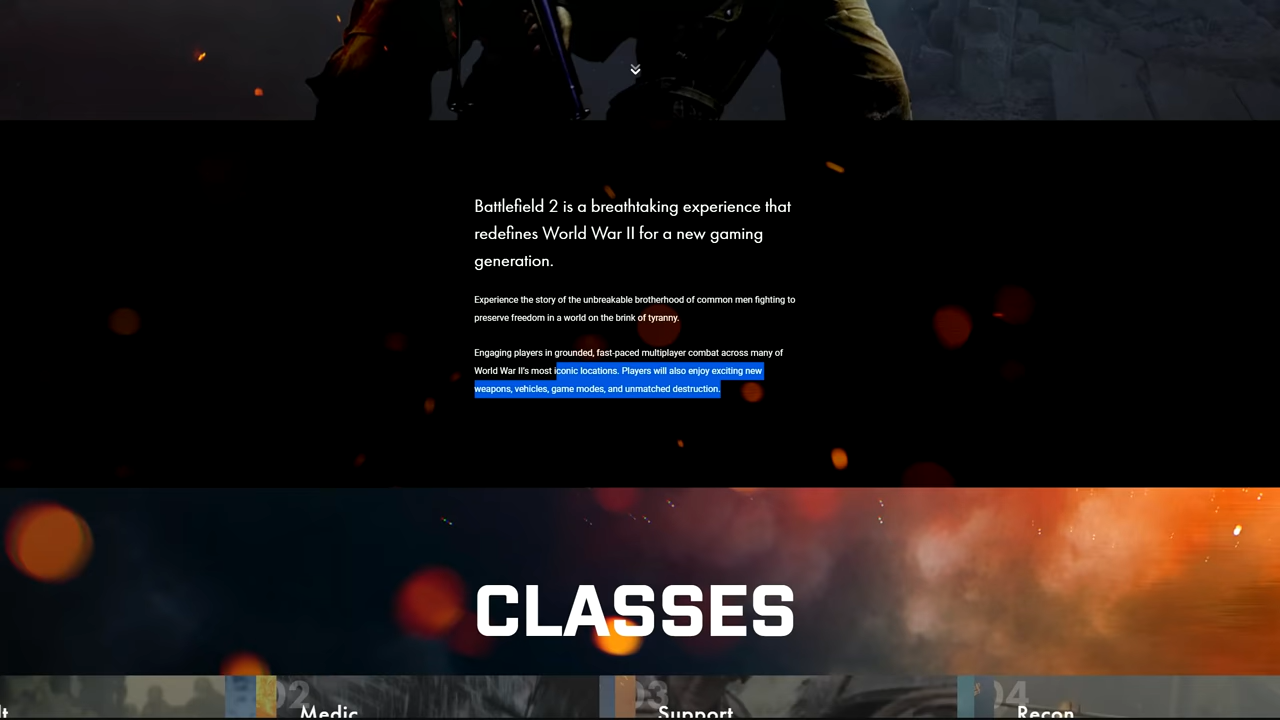 Battlefield 2 is a breathtaking experience that
redefines World War II for a new gaming
generation.
Experience the story of the unbreakable brotherhood of common men fighting to
preserve freedom in a world on the brink of tyranny.
Engaging players in grounded, fast-paced multiplayer combat across many of
World War II's most iconic locations. Players will also enjoy exciting new
weapons, vehicles, game modes, and unmatched destruction.
CLASSES
lt
02
Medic
03
Support
04
Recon